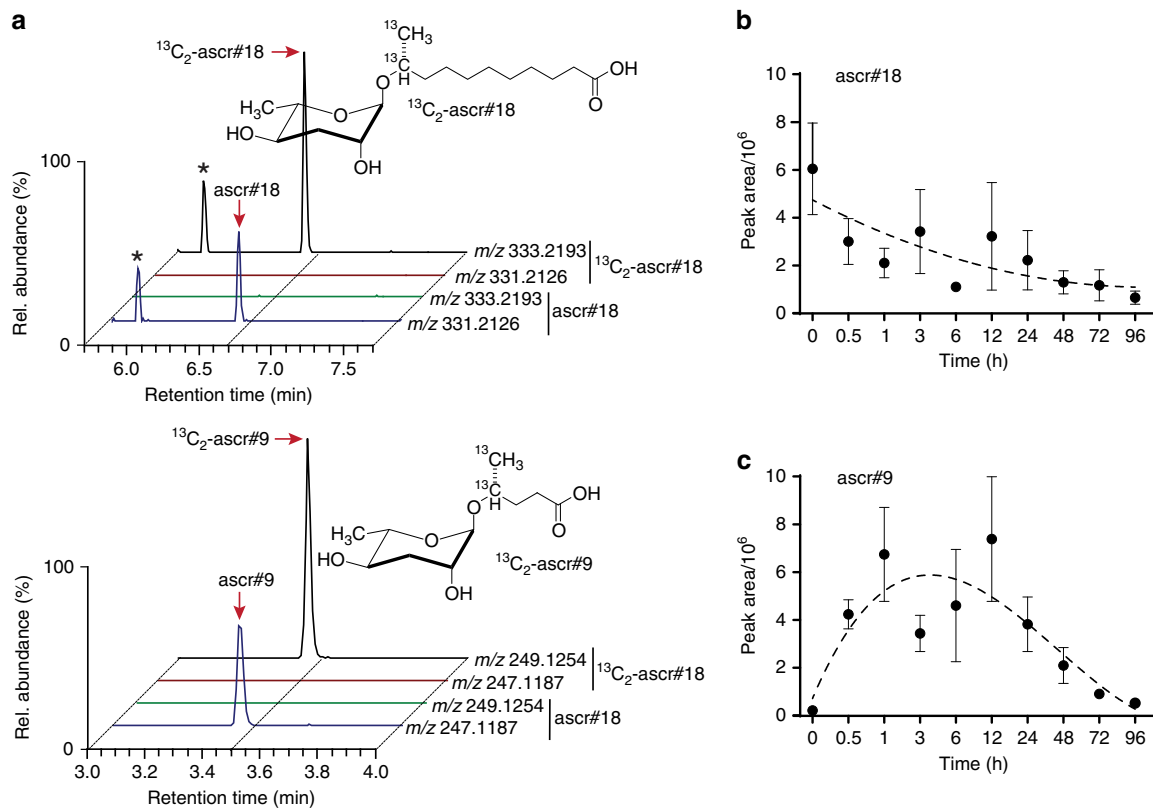 a
¹³C₂-ascr#18
¹³CH₃
¹³C
H
O
OH
O
¹³C₂-ascr#18
H₃C
O
HO
OH
*
ascr#18
*
100
0
Rel. abundance (%)
m/z 333.2193
m/z 331.2126
¹³C₂-ascr#18
m/z 333.2193
m/z 331.2126
ascr#18
6.0 6.5 7.0 7.5
Retention time (min)
¹³C₂-ascr#9
¹³CH₃
¹³C
H
O
OH
O
¹³C₂-ascr#9
H₃C
O
HO
OH
ascr#9
100
0
Rel. abundance (%)
m/z 249.1254
m/z 247.1187
¹³C₂-ascr#18
m/z 249.1254
m/z 247.1187
ascr#18
3.0 3.2 3.4 3.6 3.8 4.0
Retention time (min)
b
ascr#18
Peak area/10⁶
10
8
6
4
2
0
0 0.5 1 3 6 12 24 48 72 96
Time (h)
c
ascr#9
Peak area/10⁶
10
8
6
4
2
0
0 0.5 1 3 6 12 24 48 72 96
Time (h)